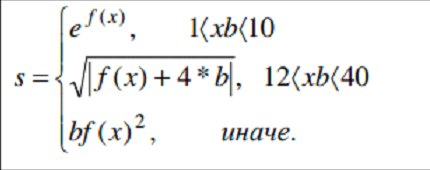 e^{f(x)}, 1⟨xb⟨10
s = { √|f(x) + 4 * b|, 12⟨xb⟨40
bf(x)², иначе.